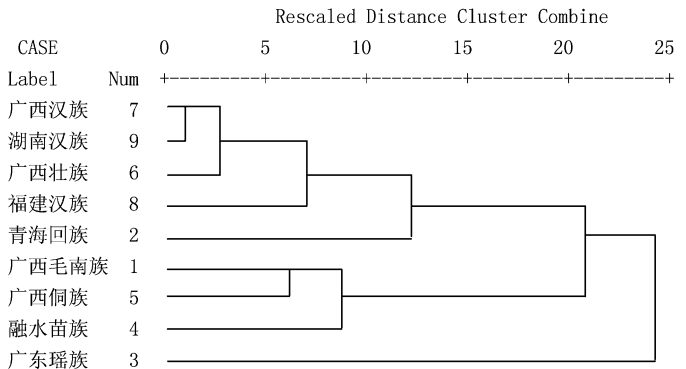 Rescaled Distance Cluster Combine
CASE 0 5 10 15 20 25
Label Num +---------+---------+---------+---------+---------+
广西汉族 7
湖南汉族 9
广西壮族 6
福建汉族 8
青海回族 2
广西毛南族 1
广西侗族 5
融水苗族 4
广东瑶族 3